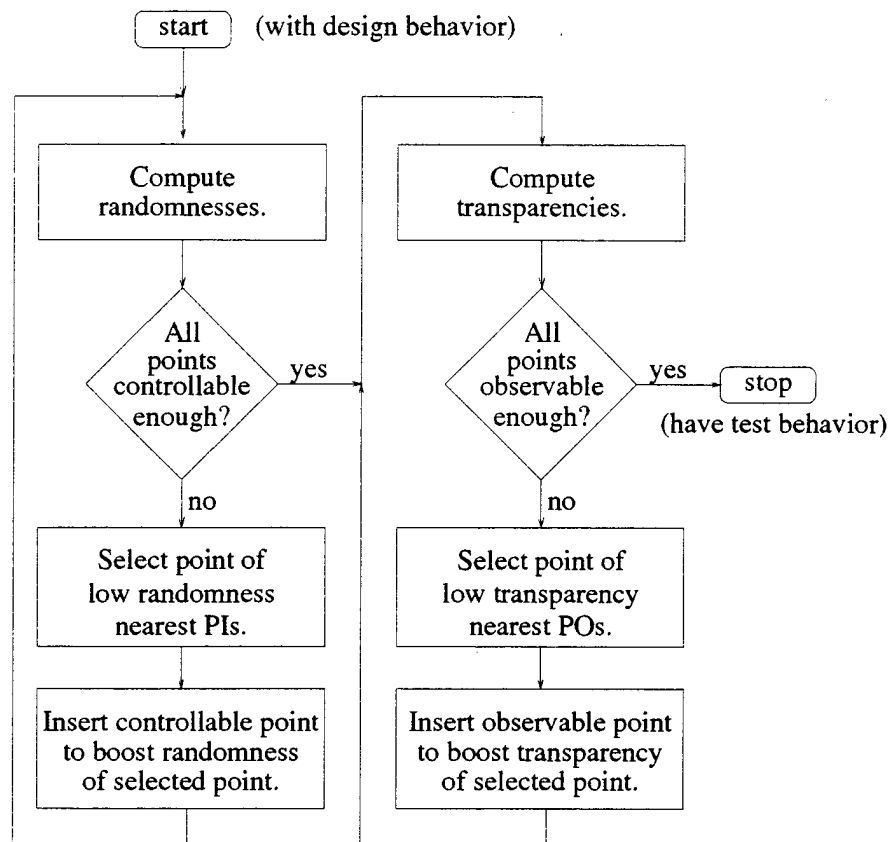 start (with design behavior)
Compute
randomnesses.
All
points
controllable
enough?
yes
no
Select point of
low randomness
nearest PIs.
Insert controllable point
to boost randomness
of selected point.
Compute
transparencies.
All
points
observable
enough?
yes
stop
(have test behavior)
no
Select point of
low transparency
nearest POs.
Insert observable point
to boost transparency
of selected point.